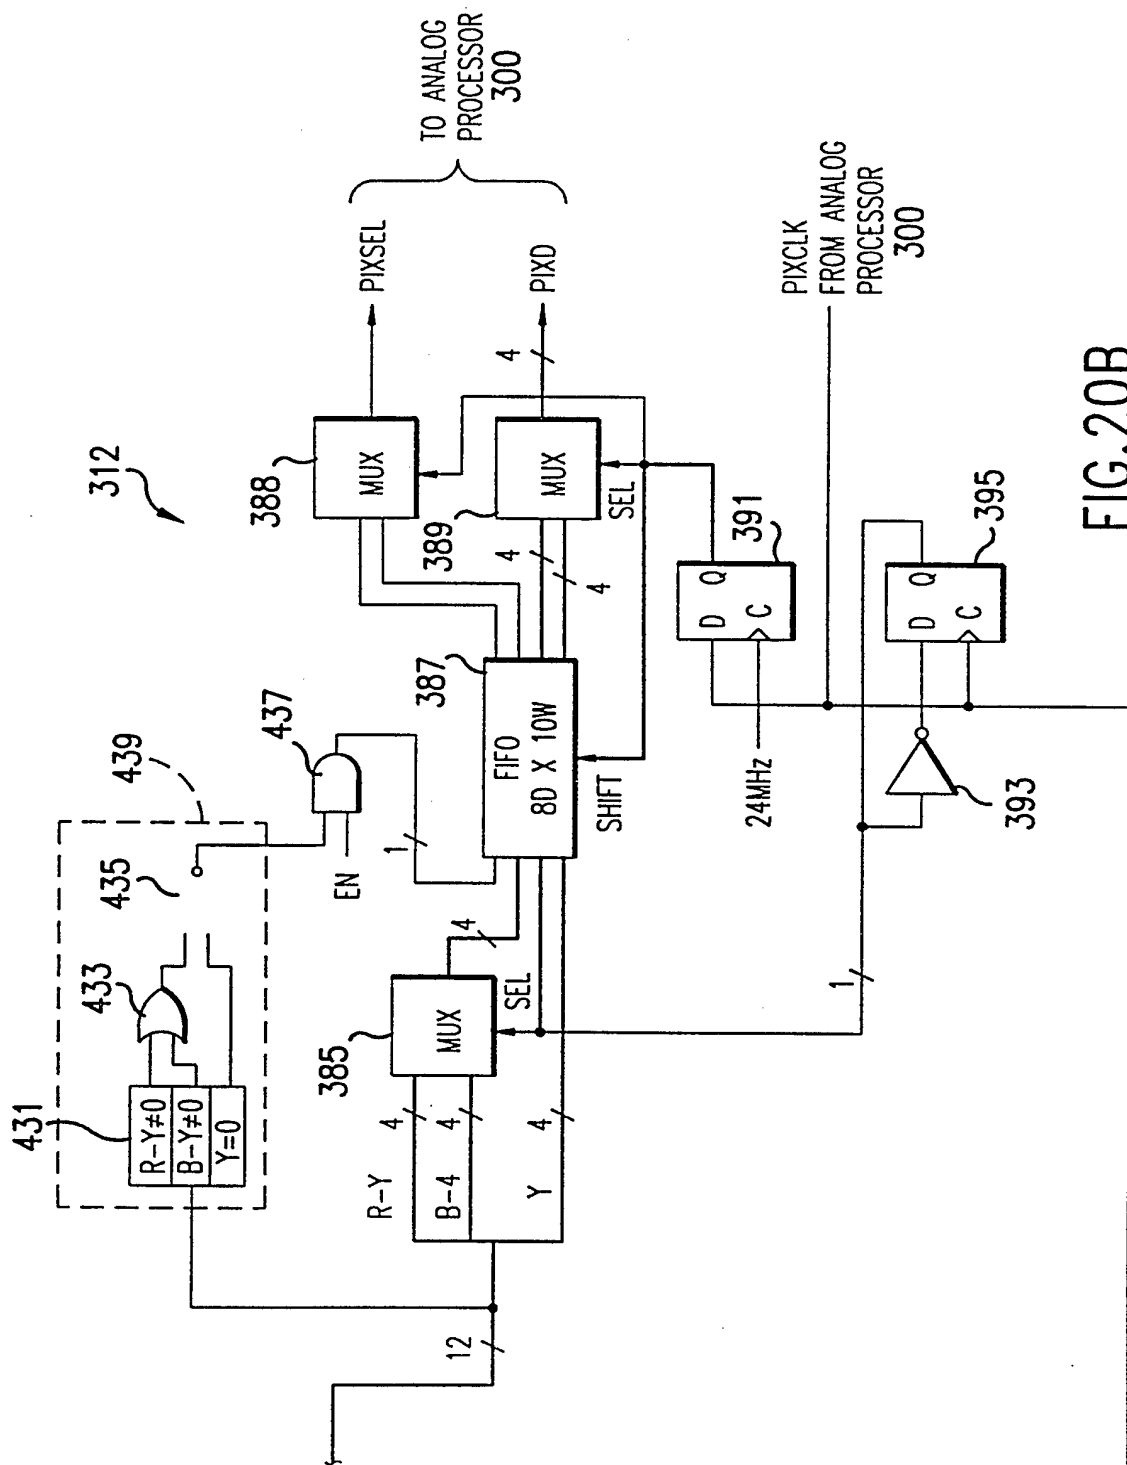 312
439
435
433
431
R-Y≠0
B-Y≠0
Y=0
437
EN
1
388
MUX
PIXSEL
TO ANALOG
PROCESSOR
300
389
MUX
4
PIXD
SEL
4
4
387
FIFO
8D X 10W
SHIFT
385
MUX
SEL
4
R-Y
B-4
Y
4
4
4
12
391
D
Q
C
24MHz
PIXCLK
FROM ANALOG
PROCESSOR
300
395
D
Q
C
393
1
FIG.20B